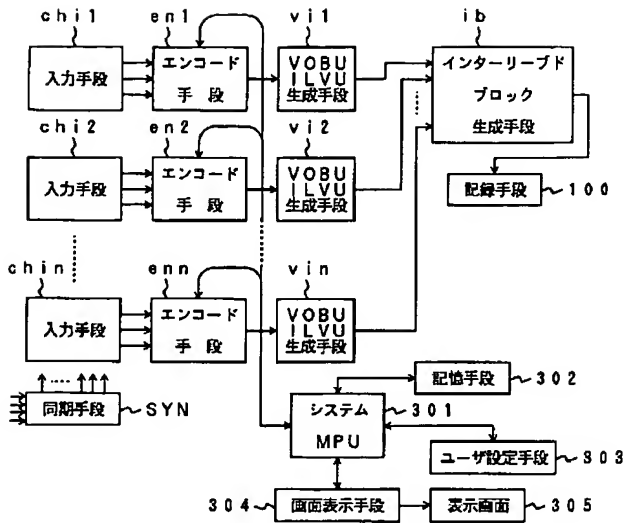 chi1
en1
vi1
ib
入力手段
エンコード
手 段
VOBU
ILVU
生成手段
インターリーブド
ブロック
生成手段
chi2
en2
vi2
入力手段
エンコード
手 段
VOBU
ILVU
生成手段
記録手段
100
chin
enn
vin
入力手段
エンコード
手 段
VOBU
ILVU
生成手段
同期手段
SYN
システム
MPU
301
記憶手段
302
ユーザ設定手段
303
304
画面表示手段
表示画面
305